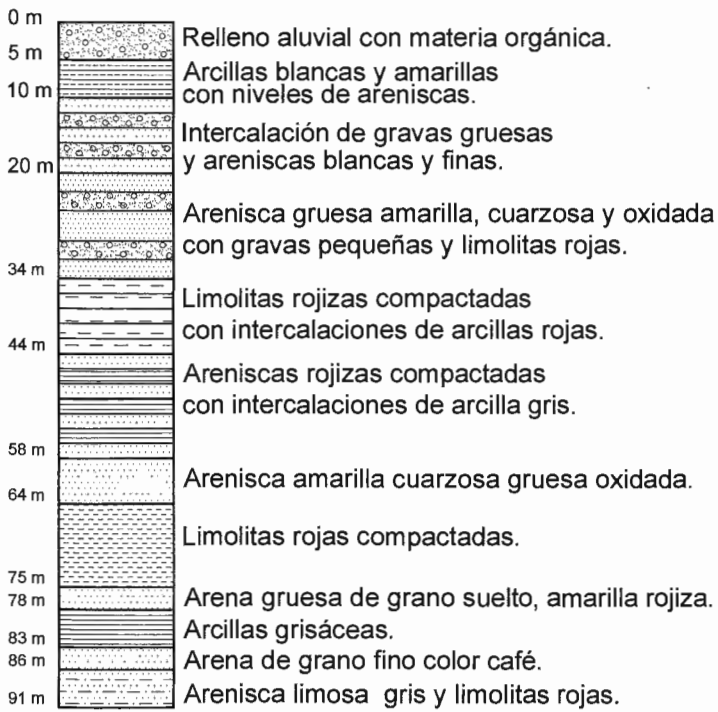 0 m
Relleno aluvial con materia orgánica.
5 m
Arcillas blancas y amarillas
10 m
con niveles de areniscas.
Intercalación de gravas gruesas
20 m
y areniscas blancas y finas.
Arenisca gruesa amarilla, cuarzosa y oxidada
con gravas pequeñas y limolitas rojas.
34 m
Limolitas rojizas compactadas
con intercalaciones de arcillas rojas.
44 m
Areniscas rojizas compactadas
con intercalaciones de arcilla gris.
58 m
Arenisca amarilla cuarzosa gruesa oxidada.
64 m
Limolitas rojas compactadas.
75 m
78 m
Arena gruesa de grano suelto, amarilla rojiza.
Arcillas grisáceas.
83 m
86 m
Arena de grano fino color café.
91 m
Arenisca limosa gris y limolitas rojas.